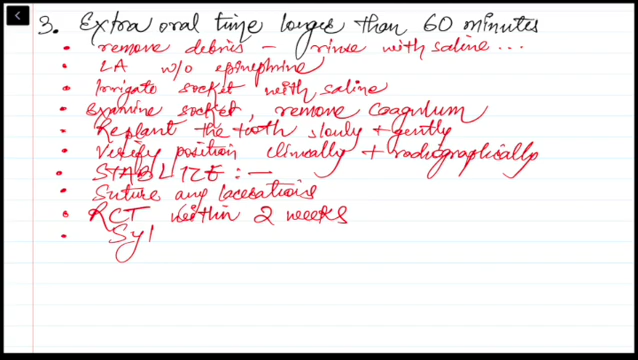 3. Extra oral time longer than 60 minutes
• remove debris - rinse with saline ...
• LA w/o epinephrine
• Irrigate socket with saline
• Examine socket, remove coagulum
• Replant the tooth slowly + gently
• Verify position clinically + radiographically
• STABLIZE : —
• Suture any lacerations
• RCT within 2 weeks
• Syl